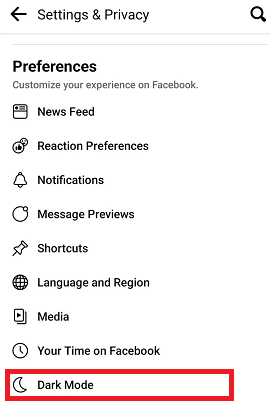 Settings & Privacy
Preferences
Customize your experience on Facebook.
News Feed
Reaction Preferences
Notifications
Message Previews
Shortcuts
Language and Region
Media
Your Time on Facebook
Dark Mode